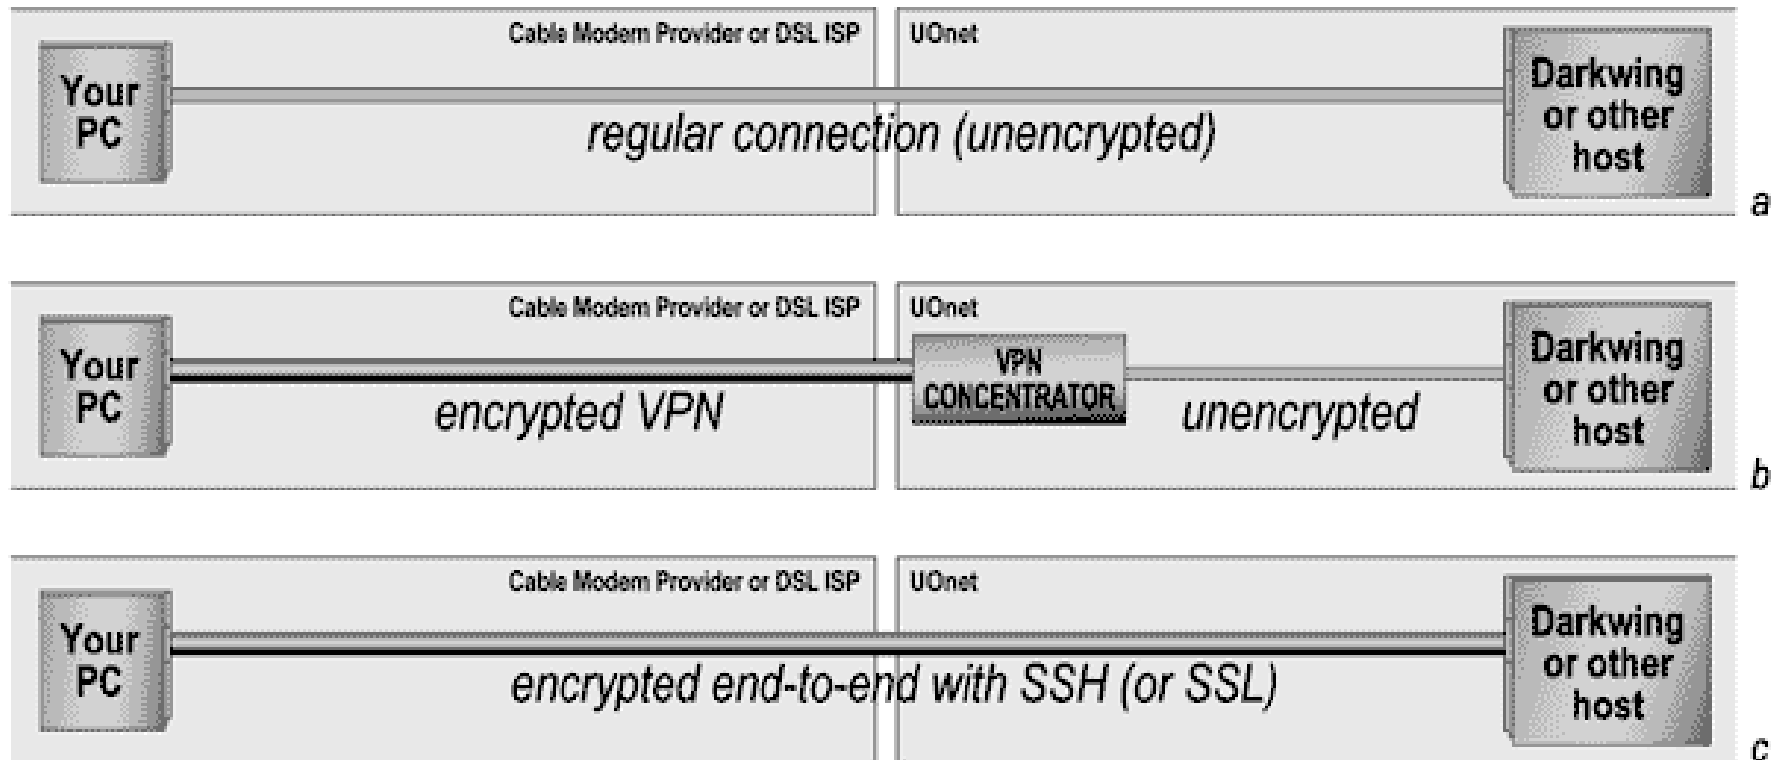 Cable Modem Provider or DSL ISP
UOnet
Your
PC
Darkwing
or other
host
regular connection (unencrypted)
a
Cable Modem Provider or DSL ISP
UOnet
Your
PC
VPN
CONCENTRATOR
Darkwing
or other
host
encrypted VPN
unencrypted
b
Cable Modem Provider or DSL ISP
UOnet
Your
PC
Darkwing
or other
host
encrypted end-to-end with SSH (or SSL)
c